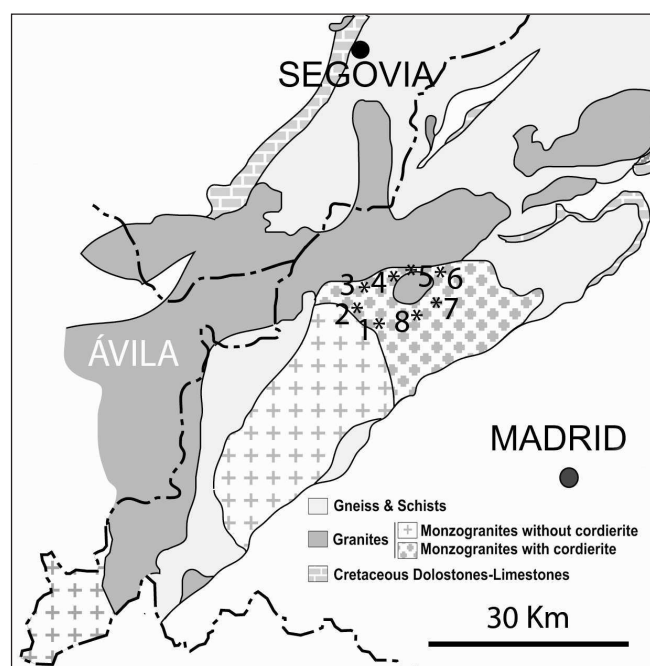 SEGOVIA
3* 4* *5* 6
2* 1* 8* *7
ÁVILA
MADRID
Gneiss & Schists
Granites
Monzogranites without cordierite
Monzogranites with cordierite
Cretaceous Dolostones-Limestones
30 Km